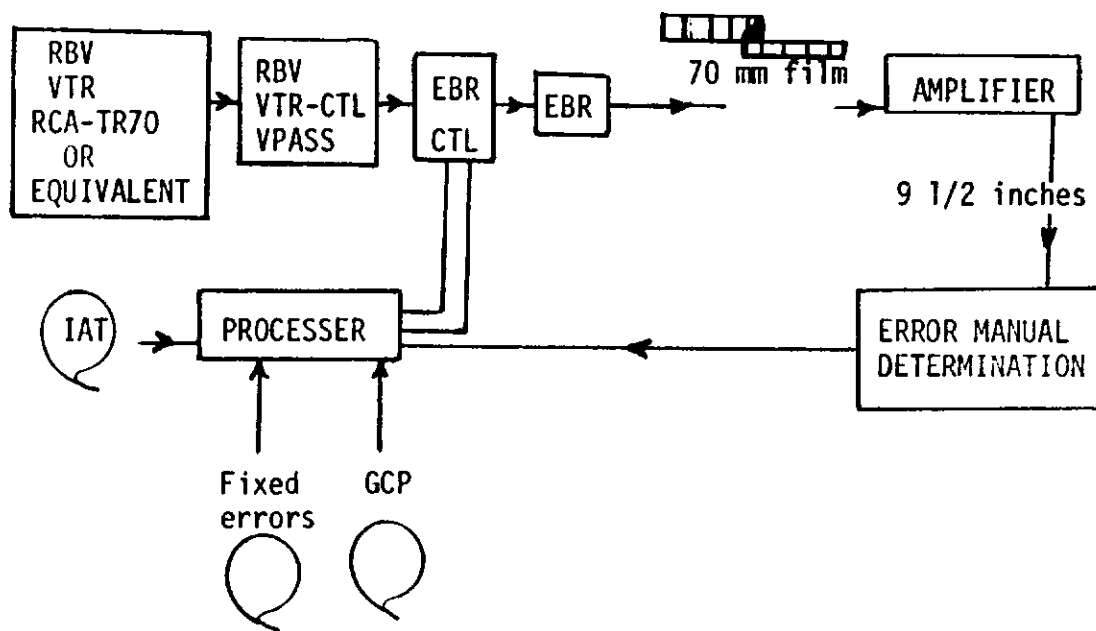 RBV
VTR
RCA-TR70
OR
EQUIVALENT
RBV
VTR-CTL
VPASS
EBR
CTL
EBR
70 mm film
AMPLIFIER
9 1/2 inches
IAT
PROCESSER
ERROR MANUAL
DETERMINATION
Fixed
errors
GCP